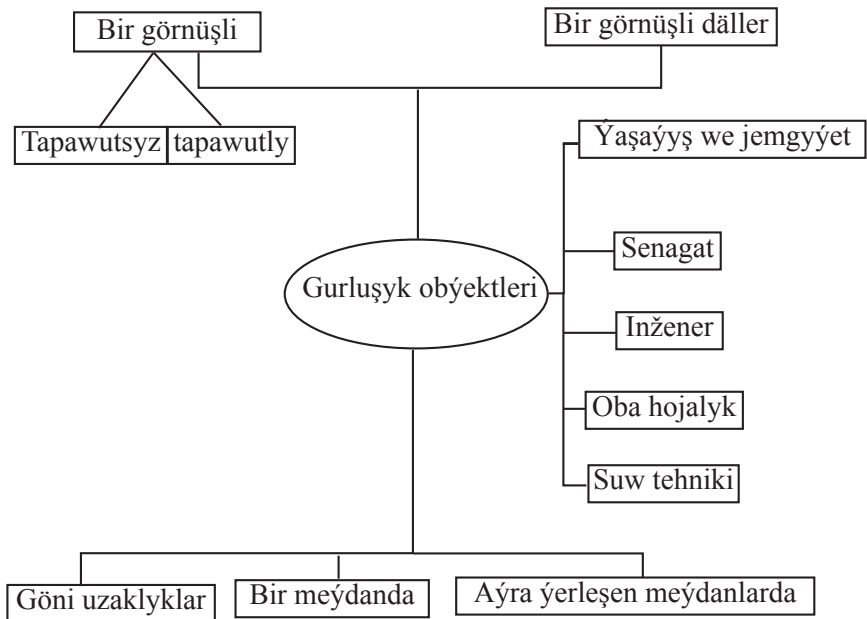 Bir görnüşli
Bir görnüşli däller
Tapawutsyz
tapawutly
Ýaşaýyş we jemgyýet
Senagat
Gurluşyk obýektleri
Inžener
Oba hojalyk
Suw tehniki
Göni uzaklyklar
Bir meýdanda
Aýra ýerleşen meýdanlarda